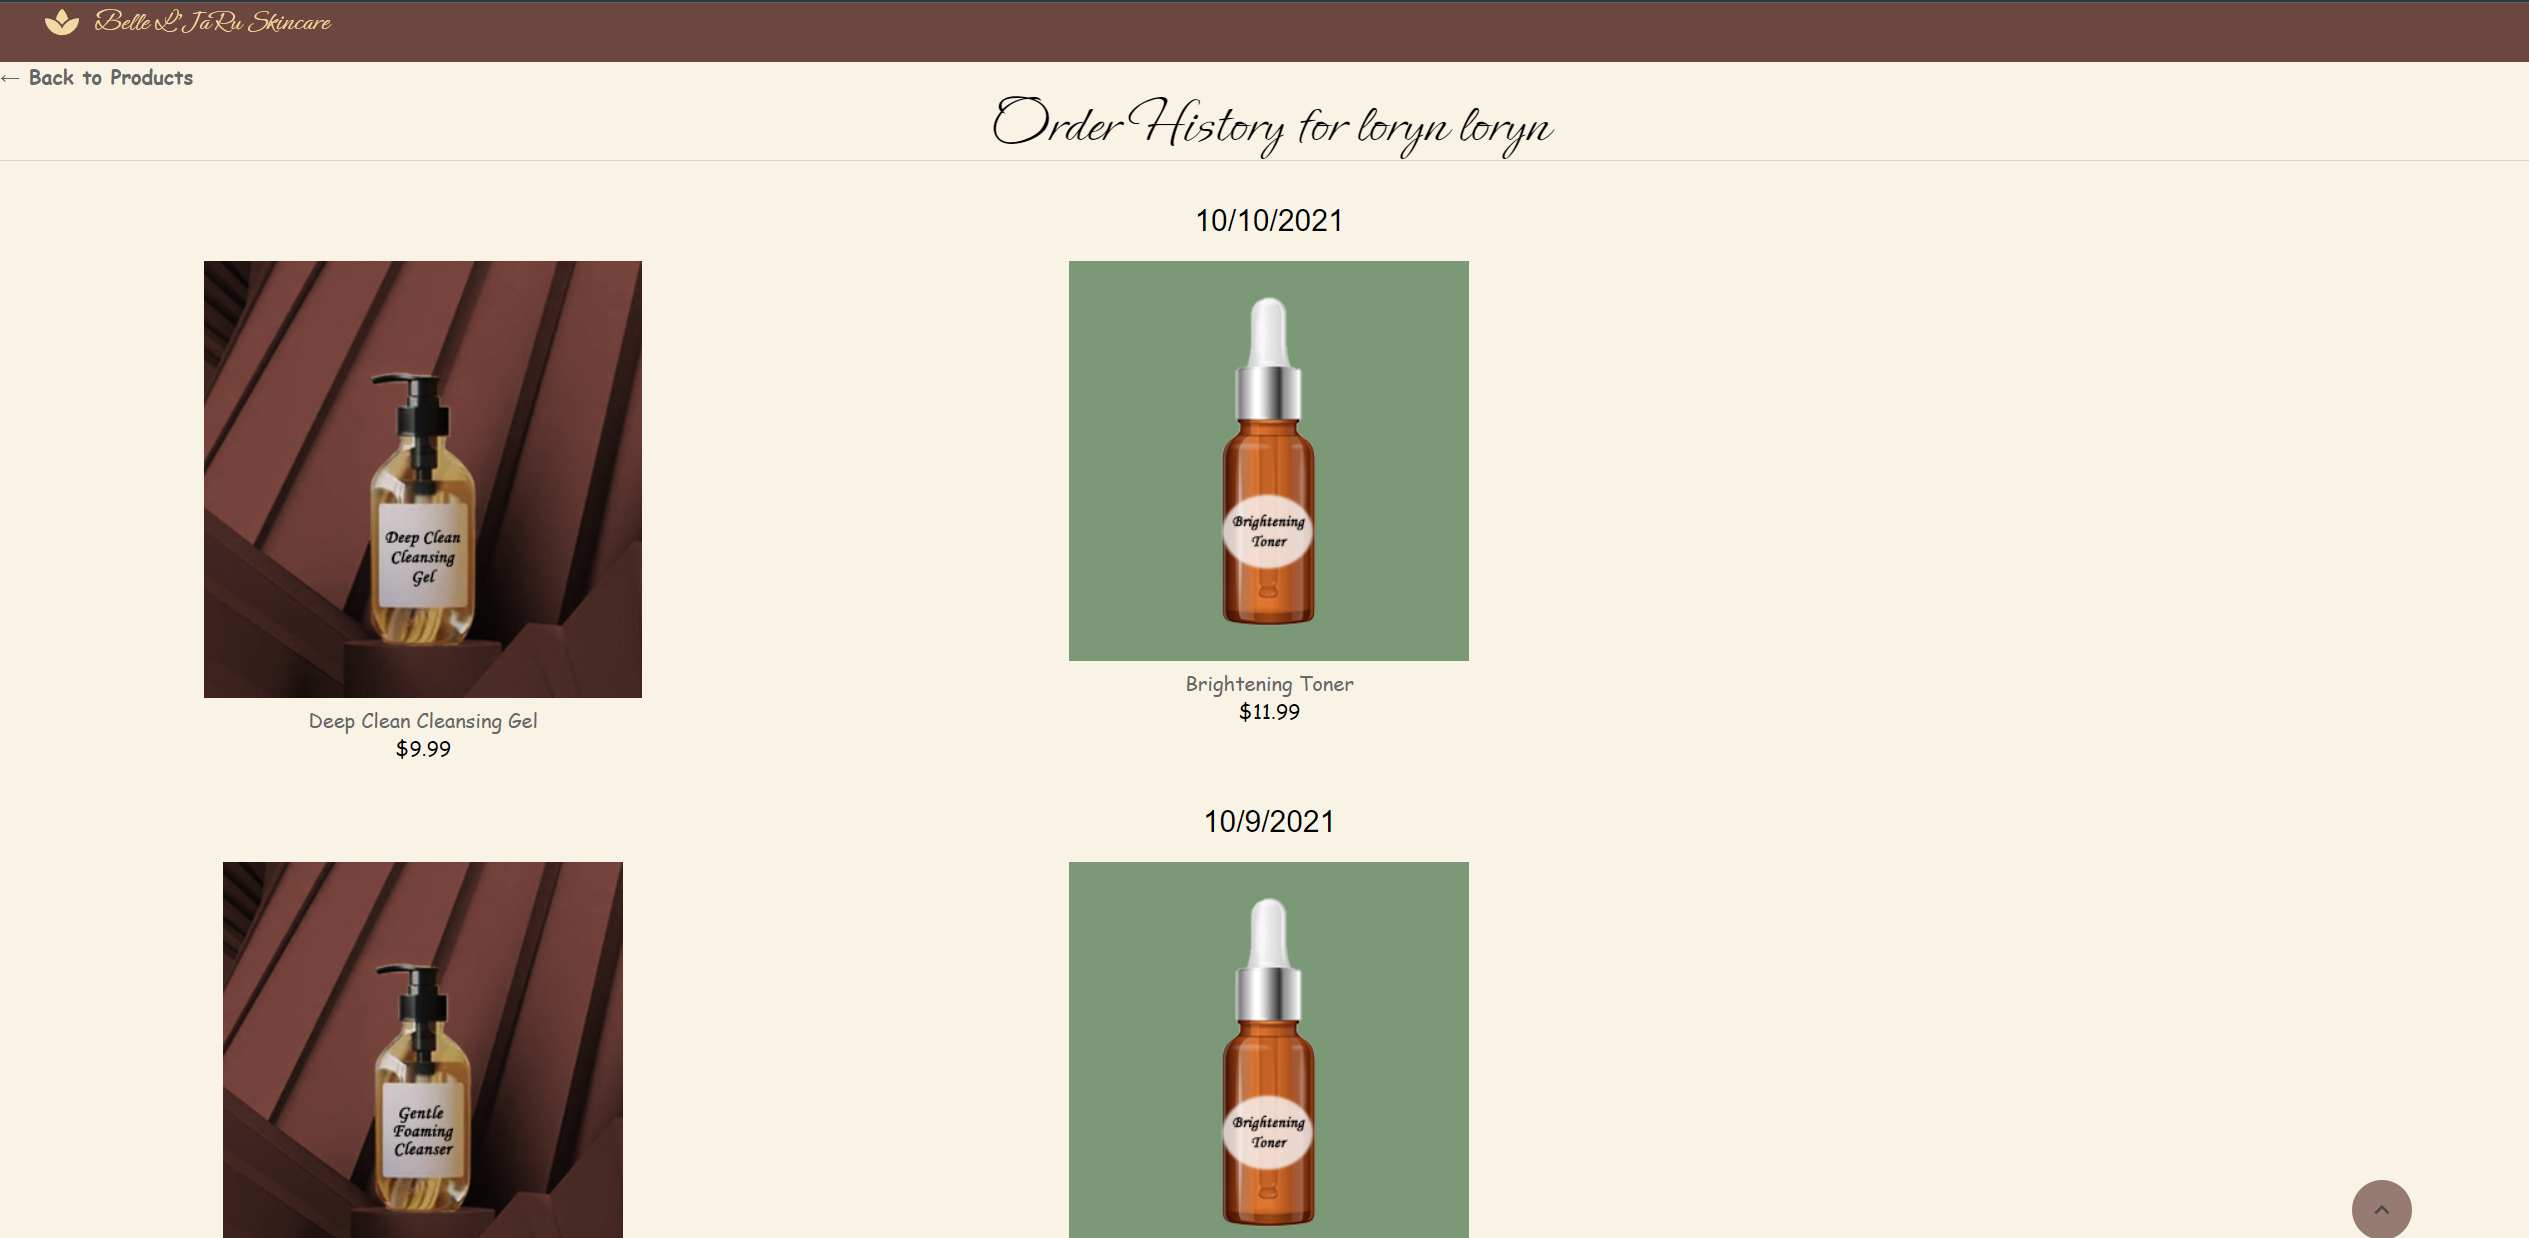 Belle L'JaRu Skincare
← Back to Products
Order History for loryn loryn
10/10/2021
Deep Clean
Cleansing
Gel
Deep Clean Cleansing Gel
$9.99
Brightening
Toner
Brightening Toner
$11.99
10/9/2021
Gentle
Foaming
Cleanser
Brightening
Toner